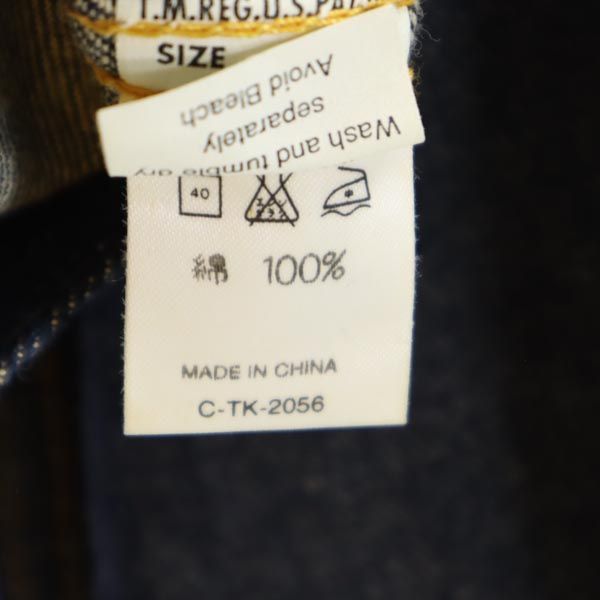 T.M.REG.U.S.PAT.
SIZE
Wash and tumble dry
separately
Avoid Bleach
40
綿 100%
MADE IN CHINA
C-TK-2056